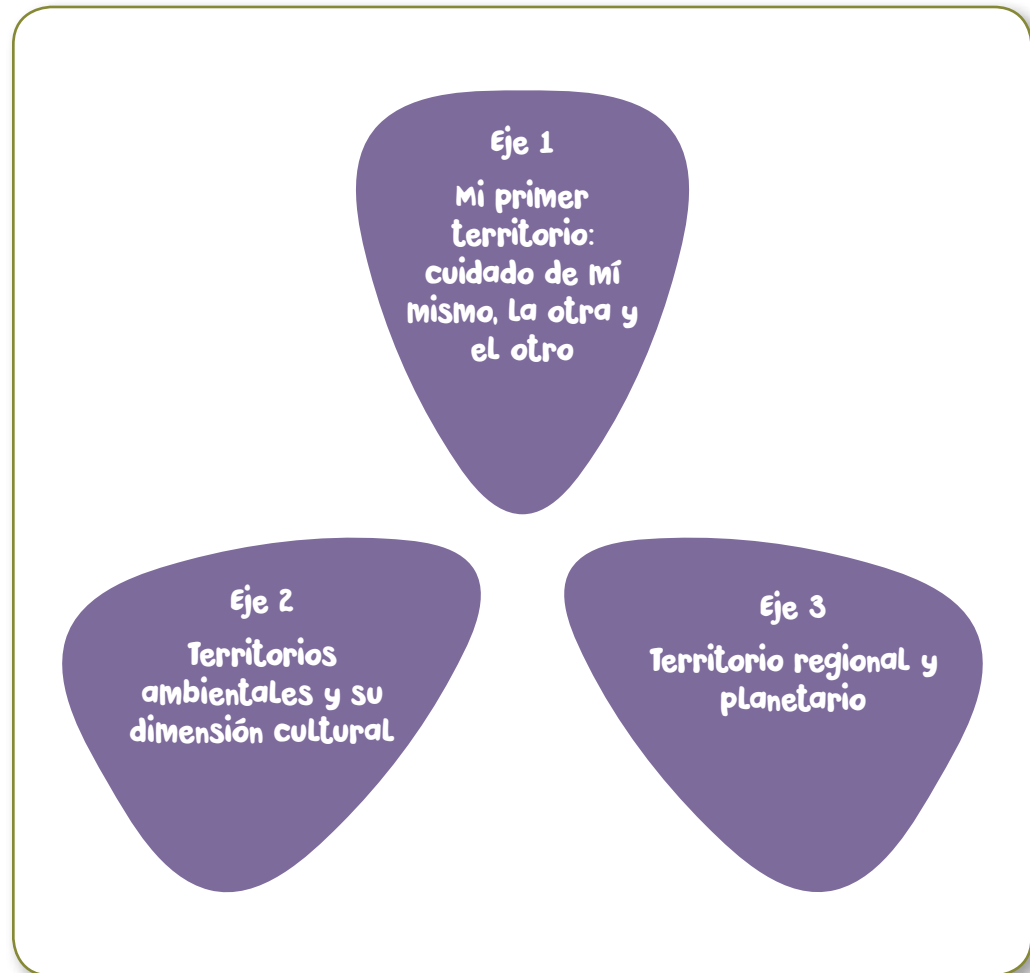 Eje 1
Mi primer
territorio:
cuidado de mí
mismo, la otra y
el otro
Eje 2
Territorios
ambientales y su
dimensión cultural
Eje 3
Territorio regional y
planetario